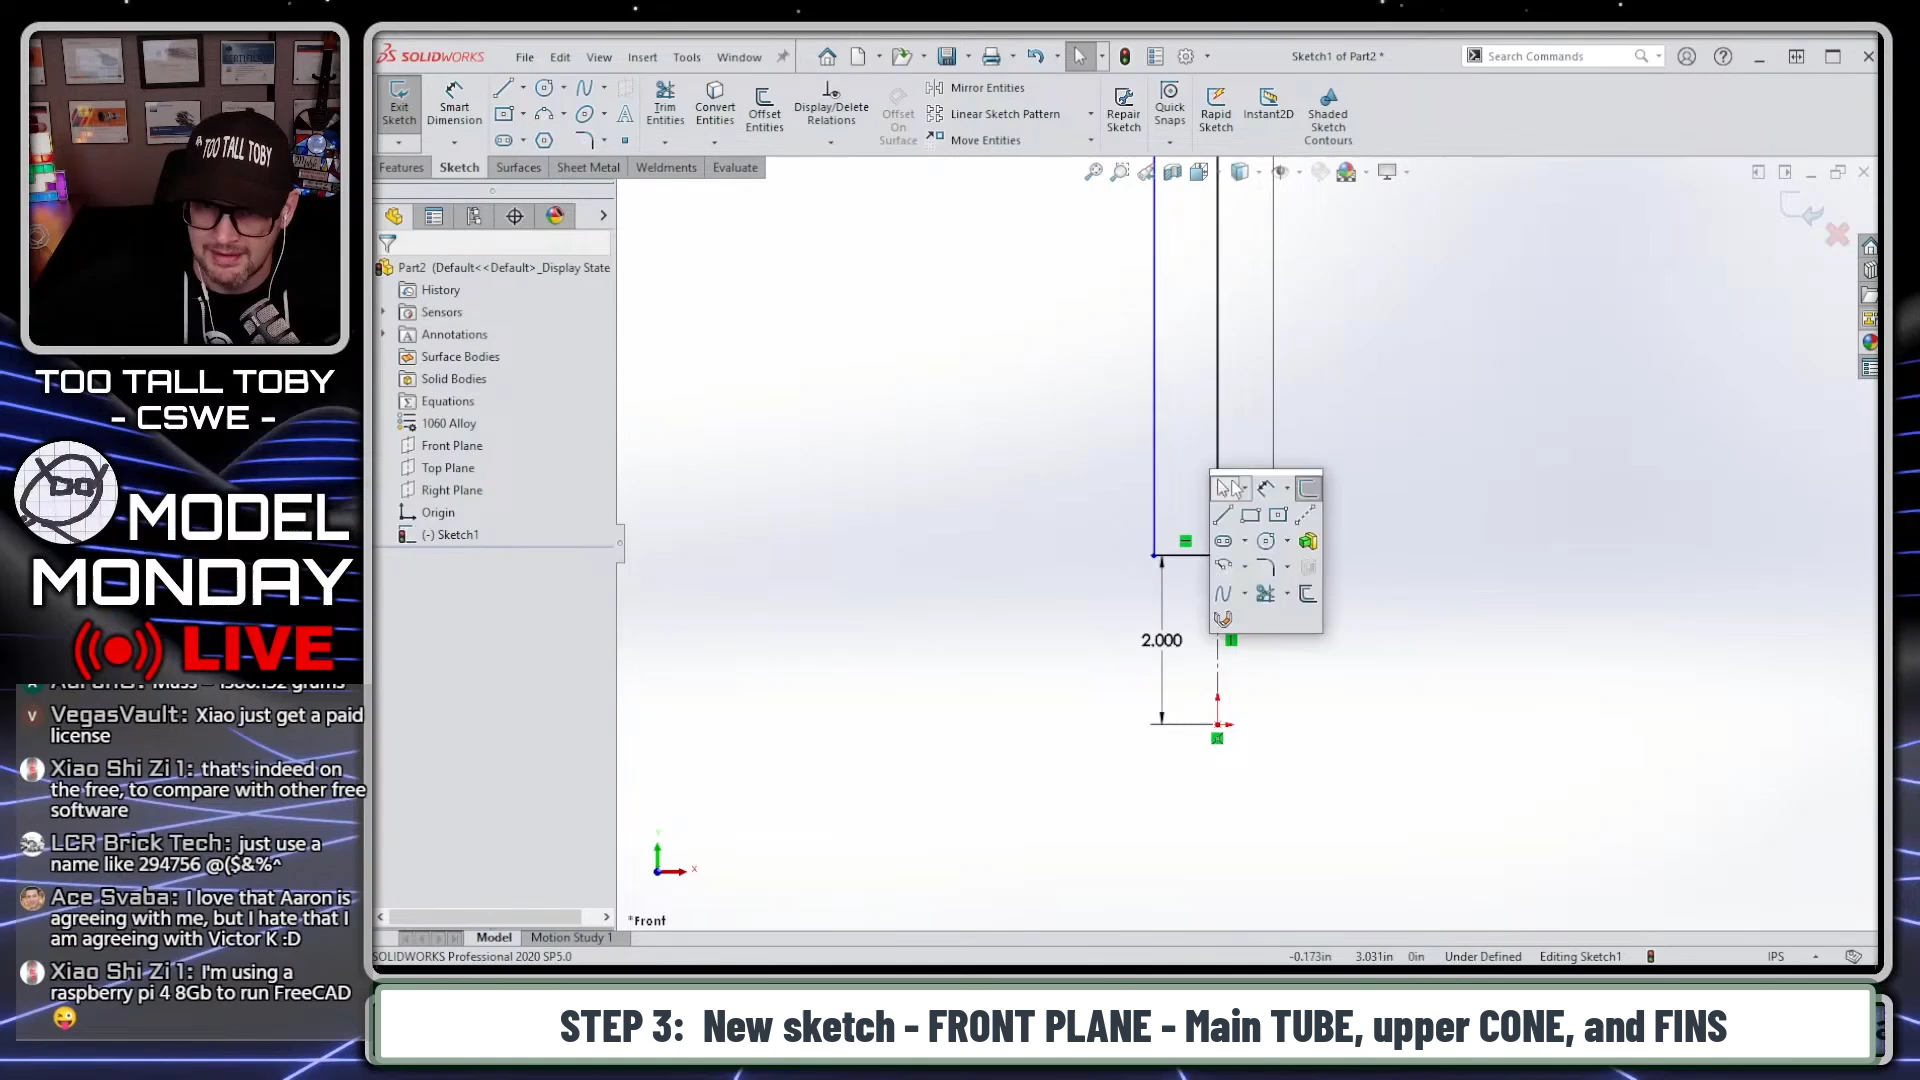 SOLIDWORKS File Edit View Insert Tools Window Sketch1 of Part2 * Search Commands
Exit Sketch
Smart Dimension
Trim Entities
Convert Entities
Offset Entities
Display/Delete Relations
Offset On Surface
Mirror Entities
Linear Sketch Pattern
Move Entities
Repair Sketch
Quick Snaps
Rapid Sketch
Instant2D
Shaded Sketch Contours
Features Sketch Surfaces Sheet Metal Weldments Evaluate
Part2 (Default<<Default>_Display State
History
Sensors
Annotations
Surface Bodies
Solid Bodies
Equations
1060 Alloy
Front Plane
Top Plane
Right Plane
Origin
(-) Sketch1
2.000
Y
X
*Front
Model Motion Study 1
SOLIDWORKS Professional 2020 SP5.0 -0.173in 3.031in 0in Under Defined Editing Sketch1 IPS
TOO TALL TOBY
TOO TALL TOBY
- CSWE -
MODEL
MONDAY
LIVE
VegasVault: Xiao just get a paid
license
Xiao Shi Zi 1: that's indeed on
the free, to compare with other free
software
LCR Brick Tech: just use a
name like 294756 @($&%^
Ace Svaba: I love that Aaron is
agreeing with me, but I hate that I
am agreeing with Victor K :D
Xiao Shi Zi 1: I'm using a
raspberry pi 4 8Gb to run FreeCAD
STEP 3: New sketch - FRONT PLANE - Main TUBE, upper CONE, and FINS